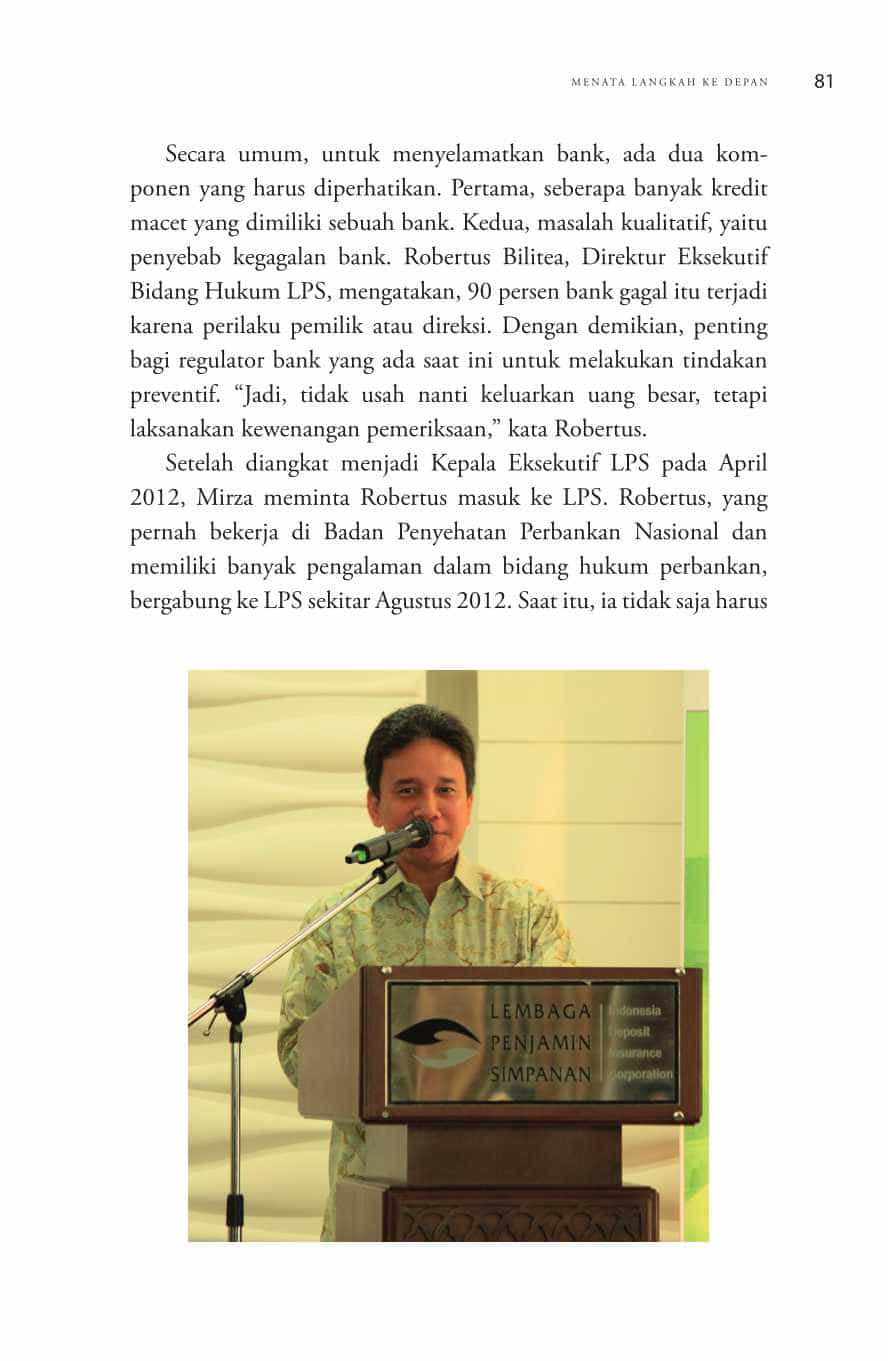 MENATA LANGKAH KE DEPAN 81
Secara umum, untuk menyelamatkan bank, ada dua kom-
ponen yang harus diperhatikan. Pertama, seberapa banyak kredit
macet yang dimiliki sebuah bank. Kedua, masalah kualitatif, yaitu
penyebab kegagalan bank. Robertus Bilitea, Direktur Eksekutif
Bidang Hukum LPS, mengatakan, 90 persen bank gagal itu terjadi
karena perilaku pemilik atau direksi. Dengan demikian, penting
bagi regulator bank yang ada saat ini untuk melakukan tindakan
preventif. “Jadi, tidak usah nanti keluarkan uang besar, tetapi
laksanakan kewenangan pemeriksaan,” kata Robertus.
Setelah diangkat menjadi Kepala Eksekutif LPS pada April
2012, Mirza meminta Robertus masuk ke LPS. Robertus, yang
pernah bekerja di Badan Penyehatan Perbankan Nasional dan
memiliki banyak pengalaman dalam bidang hukum perbankan,
bergabung ke LPS sekitar Agustus 2012. Saat itu, ia tidak saja harus
LEMBAGA
PENJAMIN
SIMPANAN
Indonesia
Deposit
Insurance
Corporation